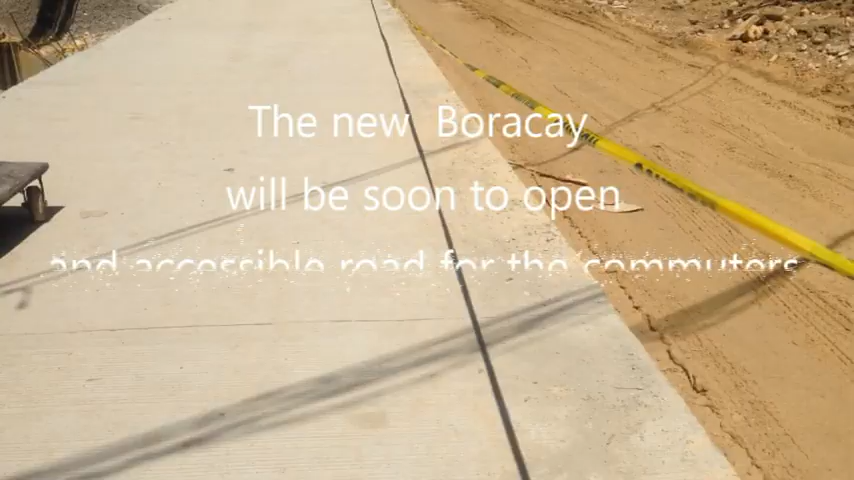 The new Boracay
will be soon to open
and accessible road for the commuters